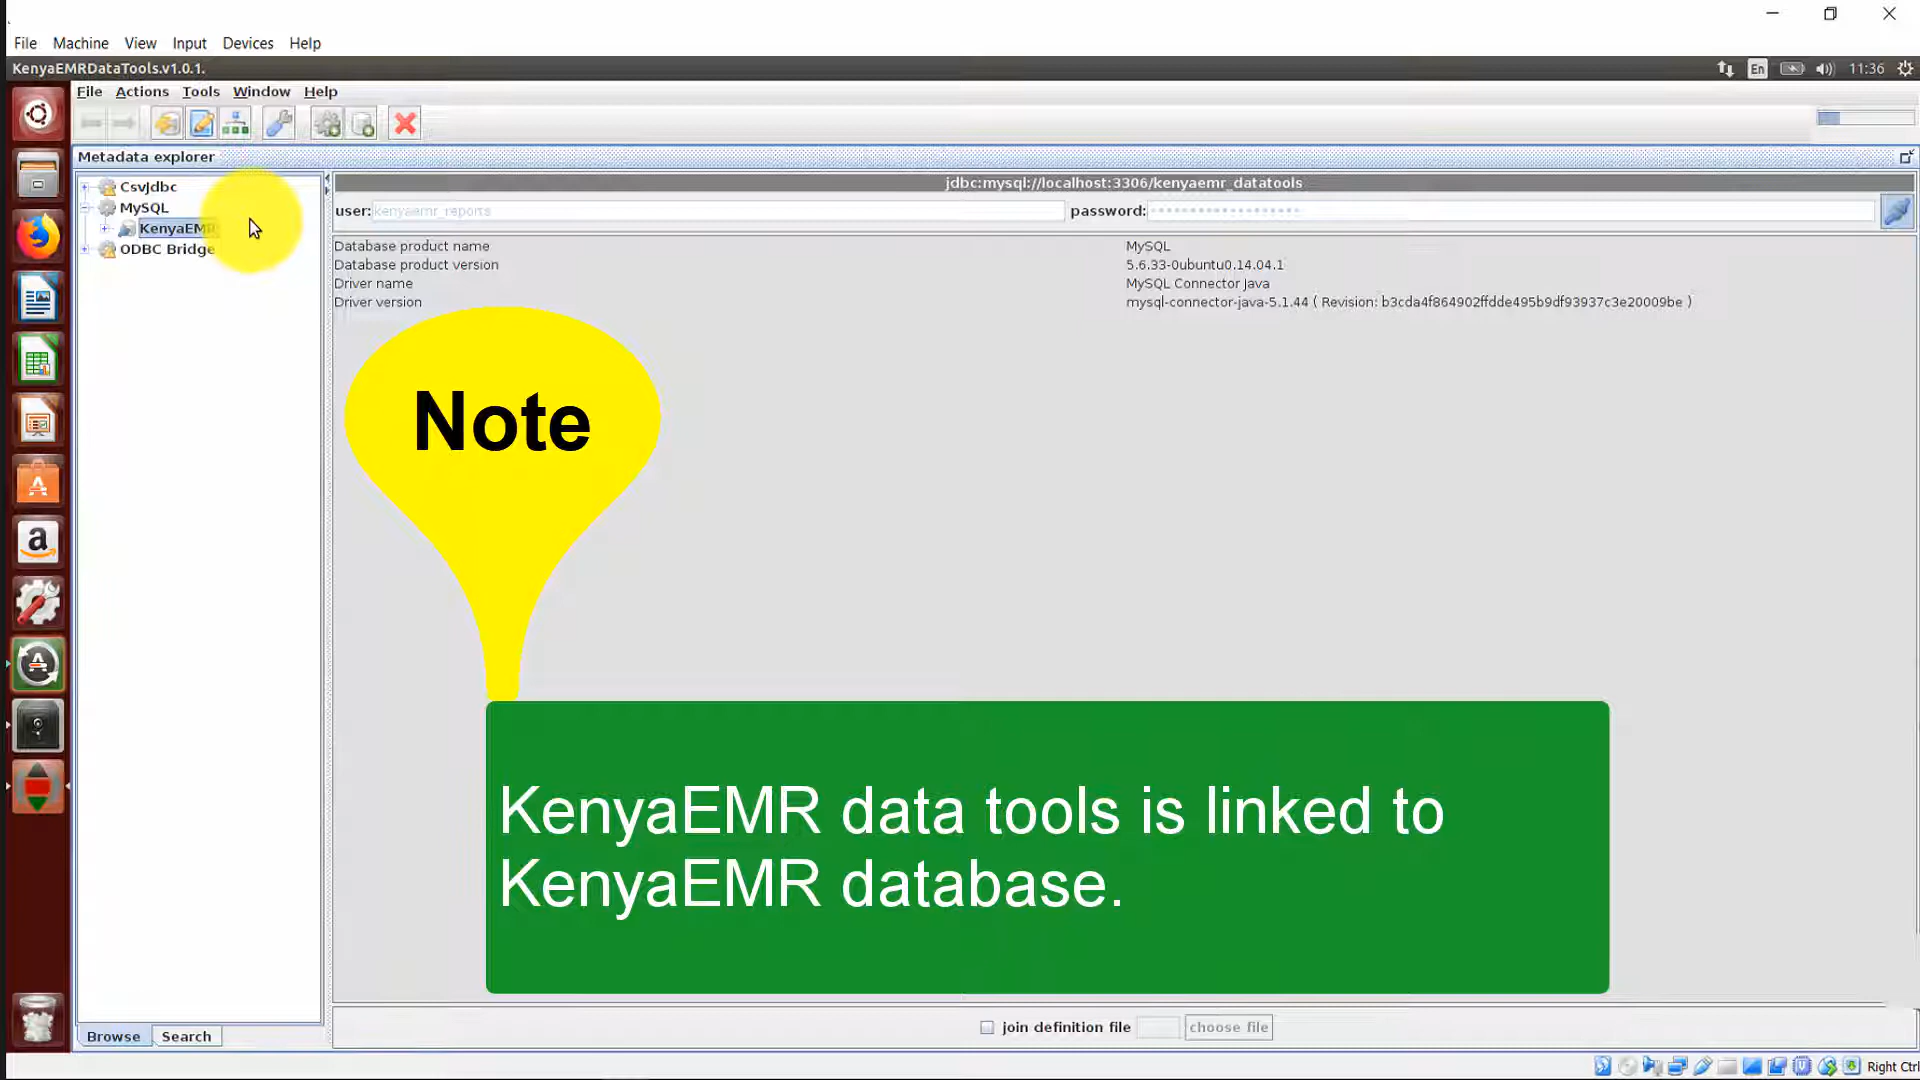 File Machine View Input Devices Help
KenyaEMRDataTools.v1.0.1.
En 11:36
File Actions Tools Window Help
Metadata explorer
CsvJdbc
MySQL
KenyaEMR
ODBC Bridge
jdbc:mysql://localhost:3306/kenyaemr_datatools
user: kenyaemr_reports password:
Database product name MySQL
Database product version 5.6.33-0ubuntu0.14.04.1
Driver name MySQL Connector Java
Driver version mysql-connector-java-5.1.44 ( Revision: b3cda4f864902ffdde495b9df93937c3e20009be )
Note
KenyaEMR data tools is linked to
KenyaEMR database.
join definition file choose file
Browse Search
Right Ctrl